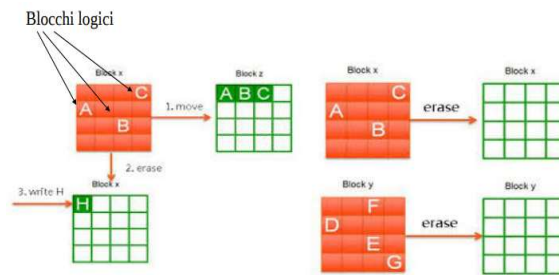 Blocchi logici
Block x
C
A
B
1. move
Block z
A B C
2. erase
3. write H
Block x
H
Block x
C
A
B
erase
Block x
Block y
F
D
E
G
erase
Block y